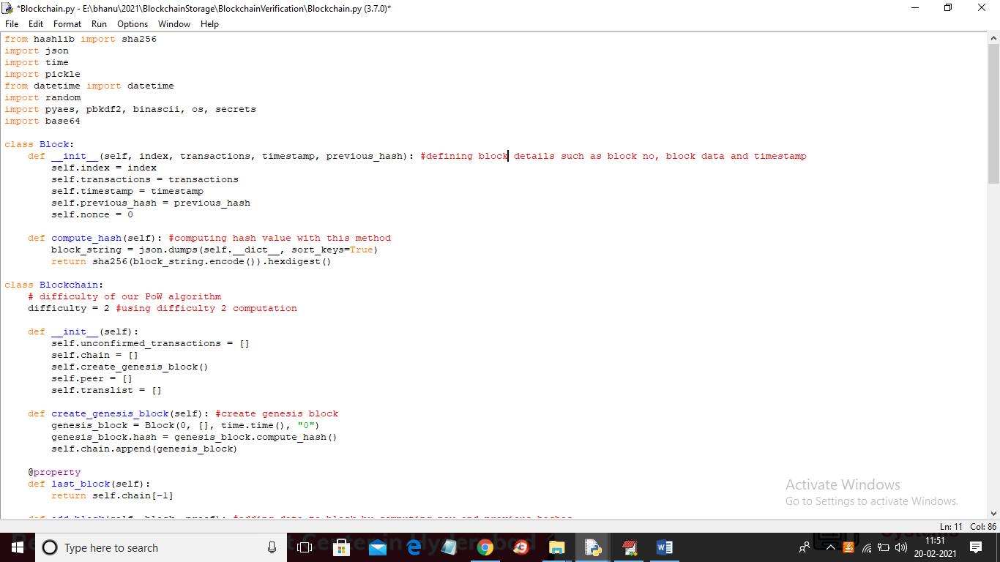 *Blockchain.py - E:\bhanu\2021\BlockchainStorage\BlockchainVerification\Blockchain.py (3.7.0)*
File Edit Format Run Options Window Help
from hashlib import sha256
import json
import time
import pickle
from datetime import datetime
import random
import pyaes, pbkdf2, binascii, os, secrets
import base64
class Block:
    def __init__(self, index, transactions, timestamp, previous_hash): #defining block details such as block no, block data and timestamp
        self.index = index
        self.transactions = transactions
        self.timestamp = timestamp
        self.previous_hash = previous_hash
        self.nonce = 0
    def compute_hash(self): #computing hash value with this method
        block_string = json.dumps(self.__dict__, sort_keys=True)
        return sha256(block_string.encode()).hexdigest()
class Blockchain:
    # difficulty of our PoW algorithm
    difficulty = 2 #using difficulty 2 computation
    def __init__(self):
        self.unconfirmed_transactions = []
        self.chain = []
        self.create_genesis_block()
        self.peer = []
        self.translist = []
    def create_genesis_block(self): #create genesis block
        genesis_block = Block(0, [], time.time(), "0")
        genesis_block.hash = genesis_block.compute_hash()
        self.chain.append(genesis_block)
    @property
    def last_block(self):
        return self.chain[-1]
Activate Windows
Go to Settings to activate Windows.
Ln: 11 Col: 86
Type here to search
11:51
20-02-2021